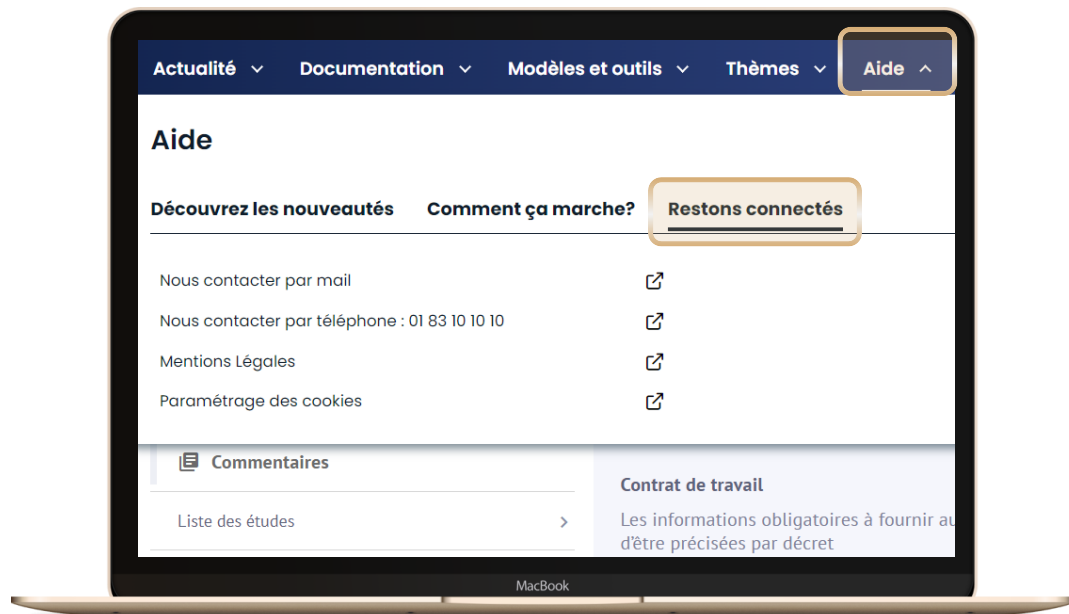 Actualité Documentation Modèles et outils Thèmes Aide
Aide
Découvrez les nouveautés Comment ça marche? Restons connectés
Nous contacter par mail
Nous contacter par téléphone : 01 83 10 10 10
Mentions Légales
Paramétrage des cookies
Commentaires
Liste des études
Contrat de travail
Les informations obligatoires à fournir au
d'être précisées par décret
MacBook